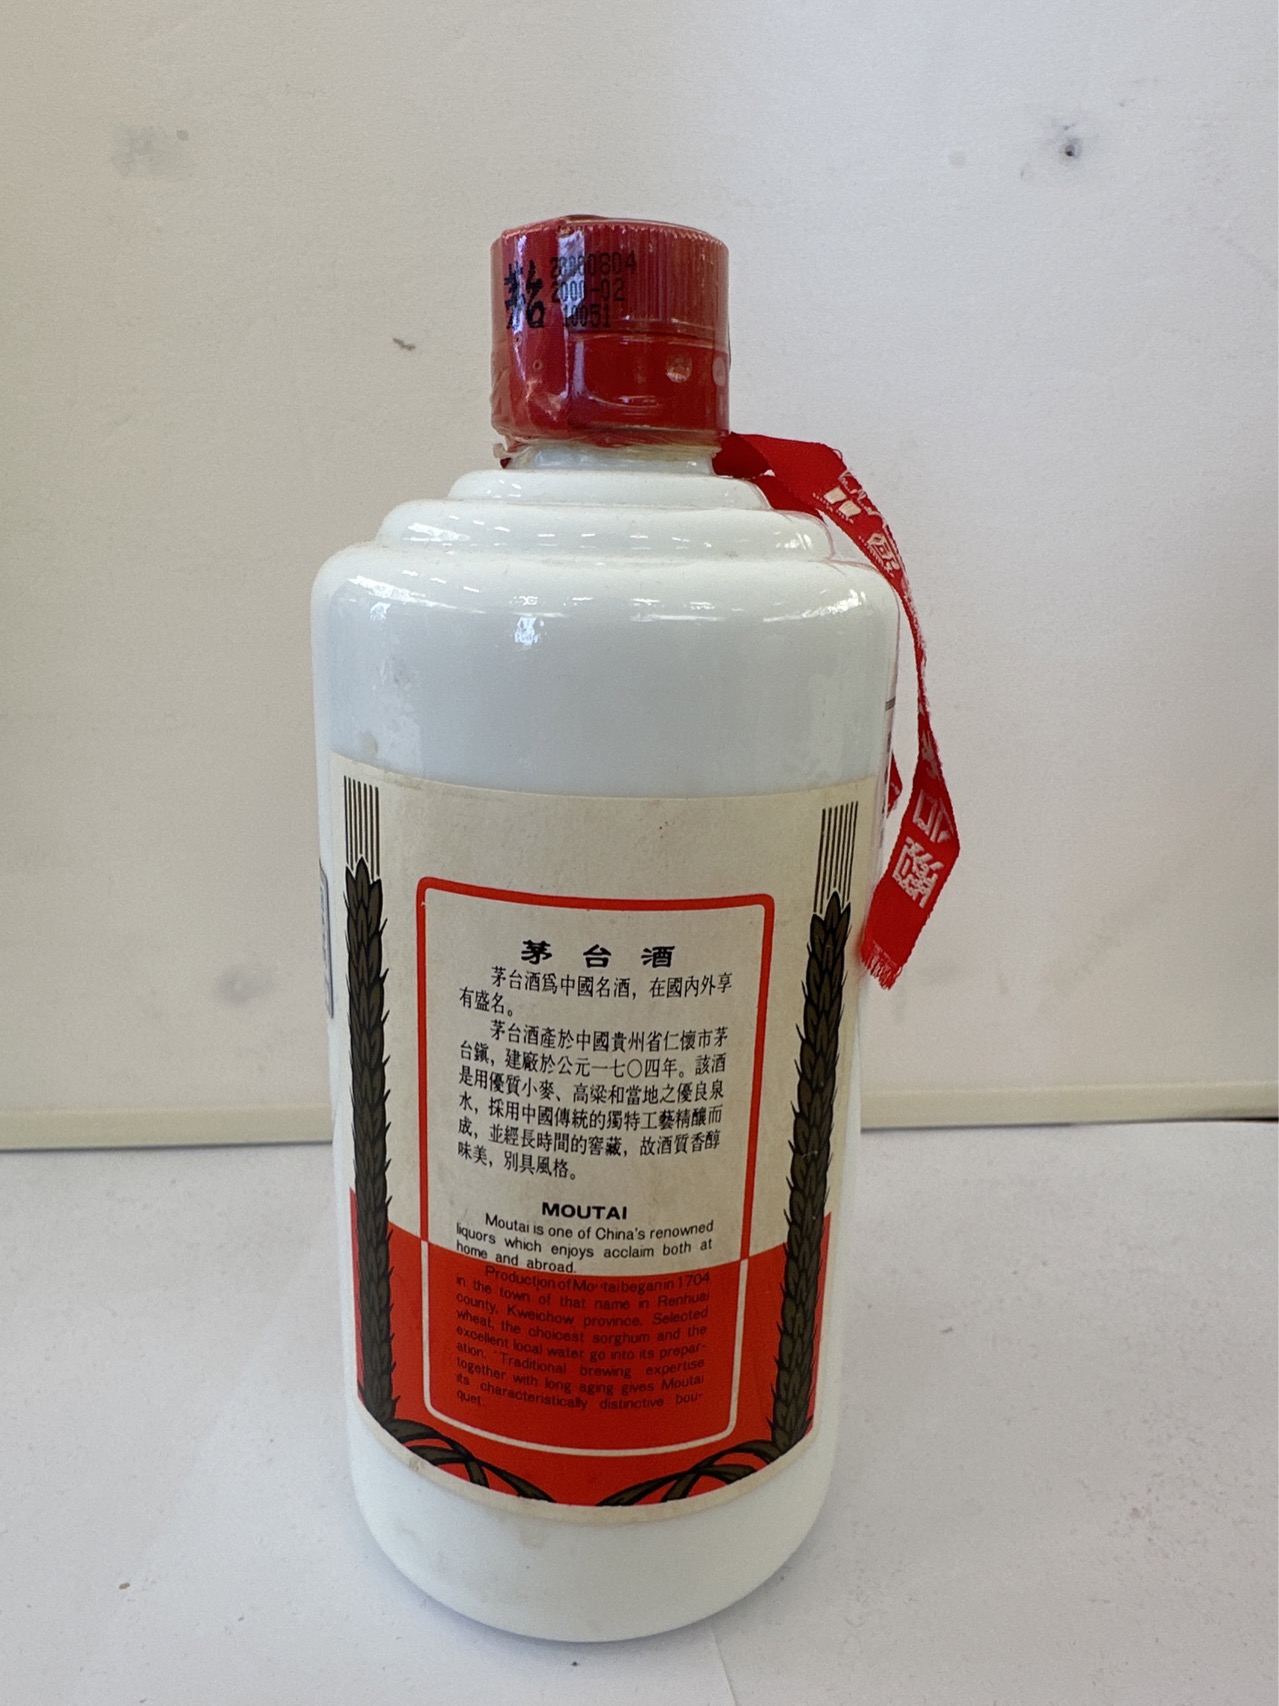 茅台
20000804
2000-02
10051
茅台酒
茅台酒爲中國名酒，在國內外享
有盛名。
茅台酒產於中國貴州省仁懷市茅
台鎭，建廠於公元一七〇四年。該酒
是用優質小麥、高粱和當地之優良泉
水，採用中國傳統的獨特工藝精釀而
成，並經長時間的窖藏，故酒質香醇
味美，別具風格。
MOUTAI
Moutai is one of China's renowned
liquors which enjoys acclaim both at
home and abroad.
Production of Moutai began in 1704
in the town of that name in Renhuai
county, Kweichow province. Selected
wheat, the choicest sorghum and the
excellent local water go into its prepar-
ation. Traditional brewing expertise
together with long aging gives Moutai
its characteristically distinctive bou-
quet.